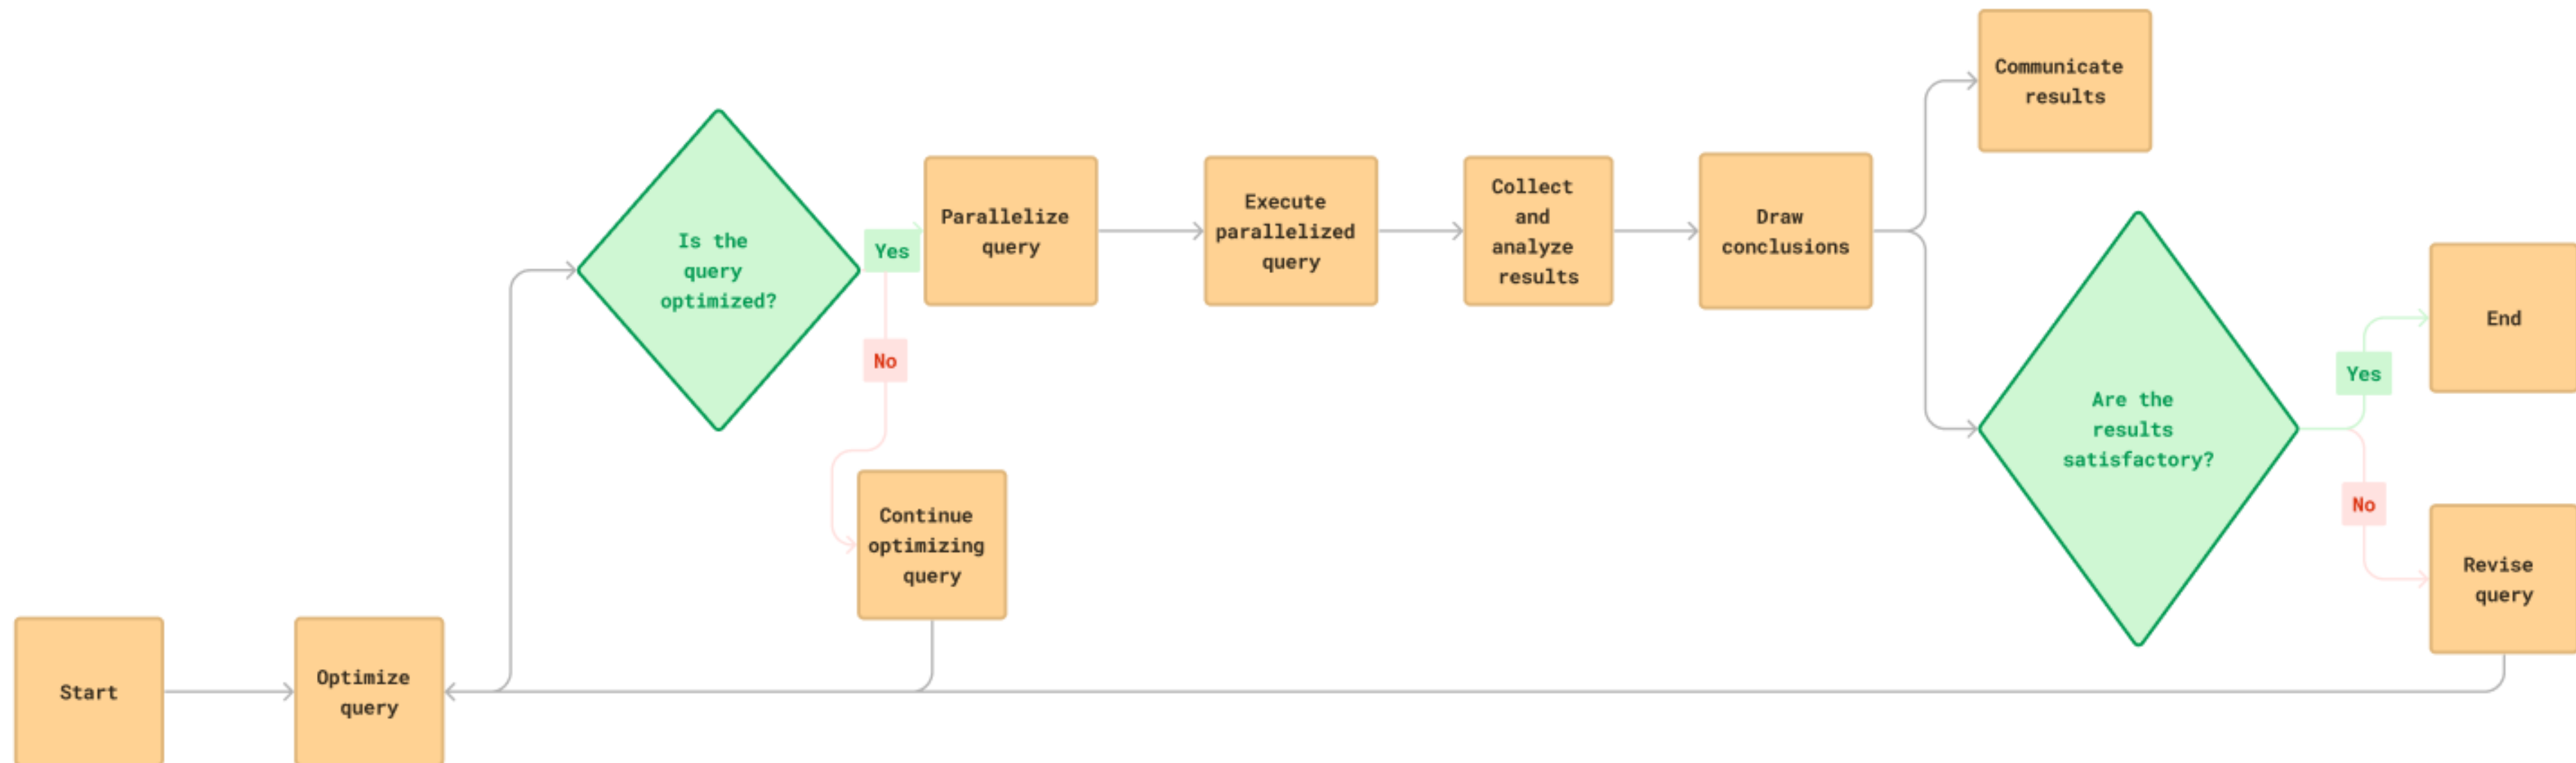 Start
Optimize
query
Is the
query
optimized?
Yes
No
Continue
optimizing
query
Parallelize
query
Execute
parallelized
query
Collect
and
analyze
results
Draw
conclusions
Communicate
results
Are the
results
satisfactory?
Yes
No
End
Revise
query